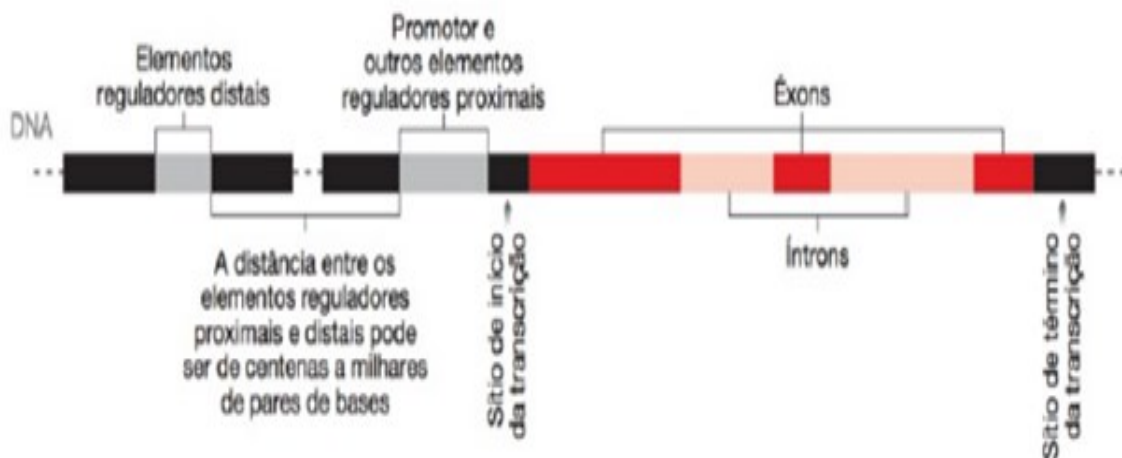 Elementos
reguladores distais
Promotor e
outros elementos
reguladores proximais
Éxons
DNA
A distância entre os
elementos reguladores
proximais e distais pode
ser de centenas a milhares
de pares de bases
Sítio de início
da transcrição
Íntrons
Sítio de término
da transcrição